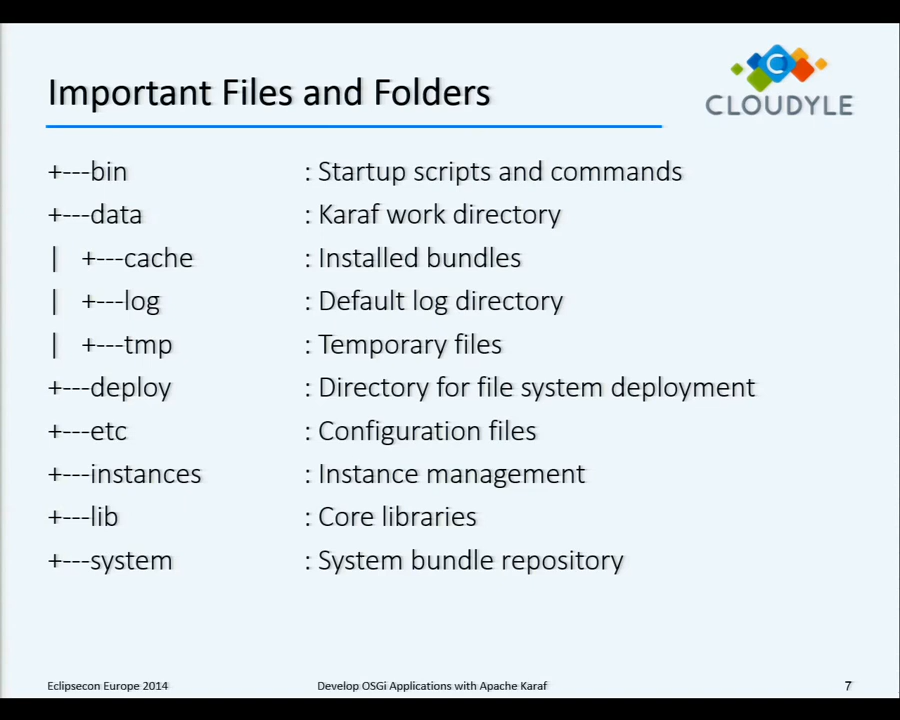 Important Files and Folders
CLOUDYLE
+---bin : Startup scripts and commands
+---data : Karaf work directory
| +---cache : Installed bundles
| +---log : Default log directory
| +---tmp : Temporary files
+---deploy : Directory for file system deployment
+---etc : Configuration files
+---instances : Instance management
+---lib : Core libraries
+---system : System bundle repository
Eclipsecon Europe 2014 Develop OSGi Applications with Apache Karaf 7